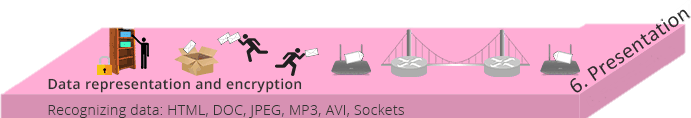 6. Presentation
Data representation and encryption
Recognizing data: HTML, DOC, JPEG, MP3, AVI, Sockets